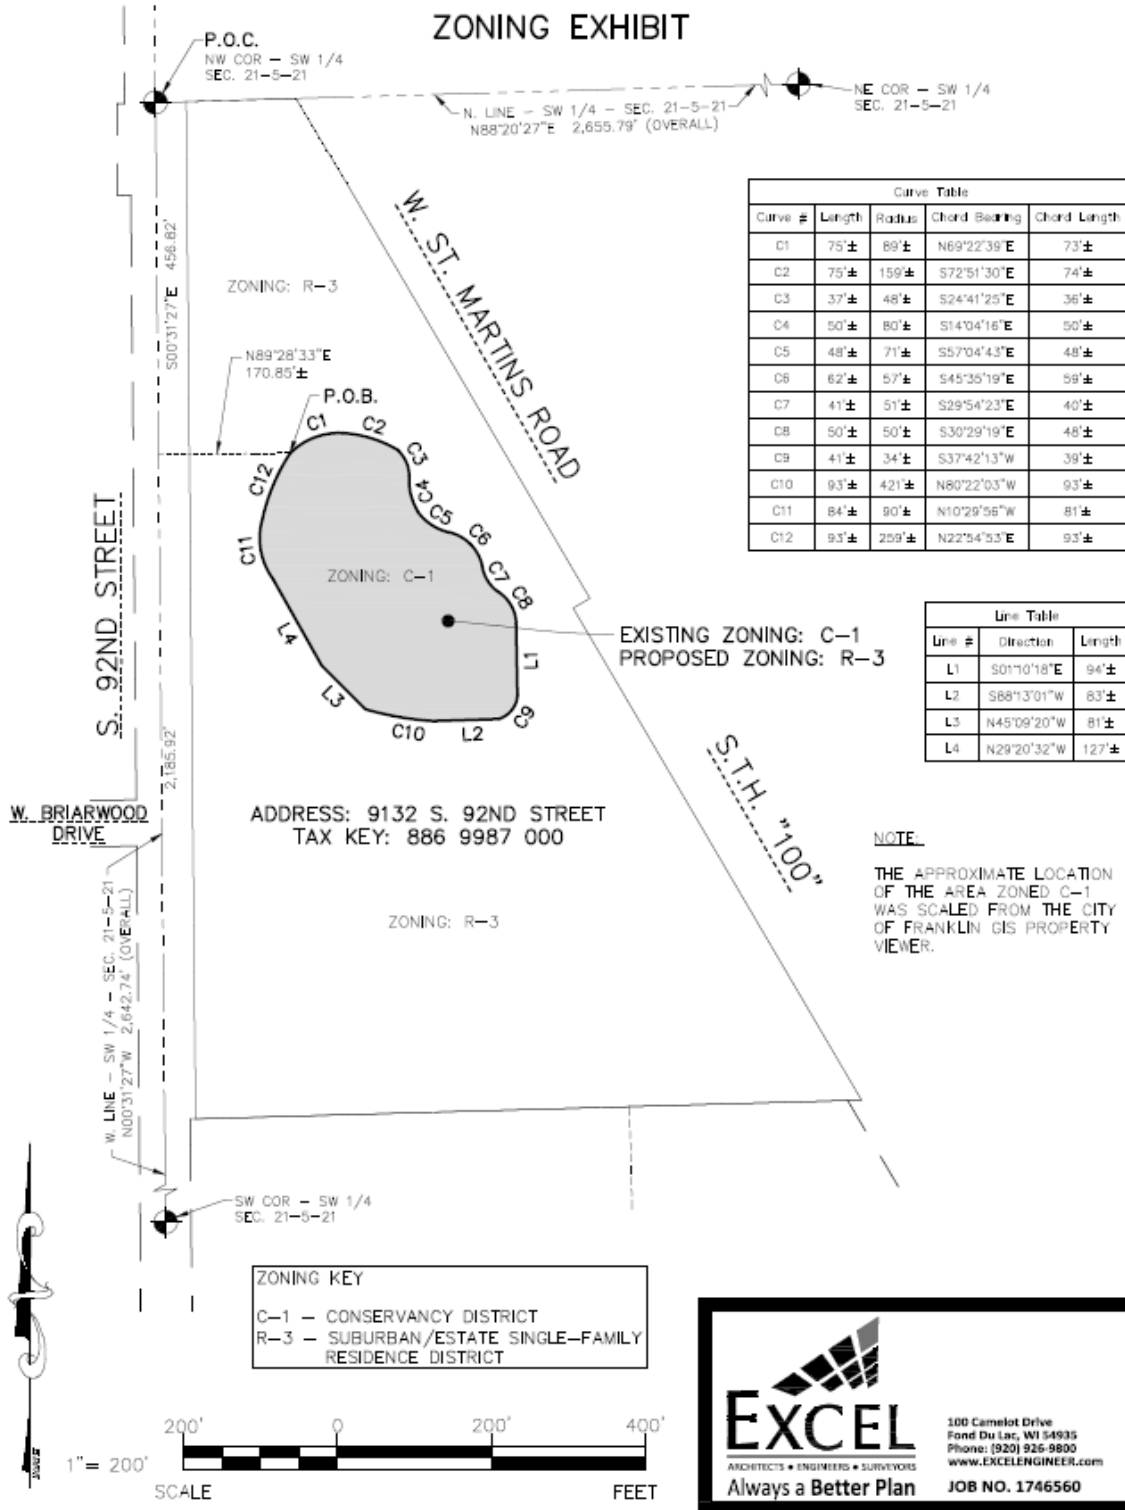 ZONING EXHIBIT
P.O.C.
NW COR – SW 1/4
SEC. 21–5–21
NE COR – SW 1/4
SEC. 21–5–21
N. LINE – SW 1/4 – SEC. 21–5–21
N88°20'27"E 2,655.79' (OVERALL)
S00°31'27"E 456.82'
ZONING: R–3
W. ST. MARTINS ROAD
N89°28'33"E
170.85'±
P.O.B.
C1
C2
C3
C4
C5
C6
C7
C8
L1
C9
L2
C10
L3
L4
C11
C12
ZONING: C–1
EXISTING ZONING: C–1
PROPOSED ZONING: R–3
S. 92ND STREET
2,185.92'
S.T.H. "100"
W. BRIARWOOD
DRIVE
ADDRESS: 9132 S. 92ND STREET
TAX KEY: 886 9987 000
ZONING: R–3
W. LINE – SW 1/4 – SEC. 21–5–21
N00°31'27"W 2,642.74' (OVERALL)
SW COR – SW 1/4
SEC. 21–5–21
Curve Table
Curve # Length Radius Chord Bearing Chord Length
C1 75'± 89'± N69°22'39"E 73'±
C2 75'± 159'± S72°51'30"E 74'±
C3 37'± 48'± S24°41'25"E 36'±
C4 50'± 80'± S14°04'16"E 50'±
C5 48'± 71'± S57°04'43"E 48'±
C6 62'± 57'± S45°35'19"E 59'±
C7 41'± 51'± S29°54'23"E 40'±
C8 50'± 50'± S30°29'19"E 48'±
C9 41'± 34'± S37°42'13"W 39'±
C10 93'± 421'± N80°22'03"W 93'±
C11 84'± 90'± N10°29'56"W 81'±
C12 93'± 259'± N22°54'53"E 93'±
Line Table
Line # Direction Length
L1 S01°10'18"E 94'±
L2 S88°13'01"W 83'±
L3 N45°09'20"W 81'±
L4 N29°20'32"W 127'±
NOTE:
THE APPROXIMATE LOCATION
OF THE AREA ZONED C–1
WAS SCALED FROM THE CITY
OF FRANKLIN GIS PROPERTY
VIEWER.
ZONING KEY
C–1 – CONSERVANCY DISTRICT
R–3 – SUBURBAN/ESTATE SINGLE–FAMILY
RESIDENCE DISTRICT
200' 0 200' 400'
1"= 200'
SCALE FEET
EXCEL
ARCHITECTS • ENGINEERS • SURVEYORS
Always a Better Plan
100 Camelot Drive
Fond Du Lac, WI 54935
Phone: (920) 926-9800
www.EXCELENGINEER.com
JOB NO. 1746560